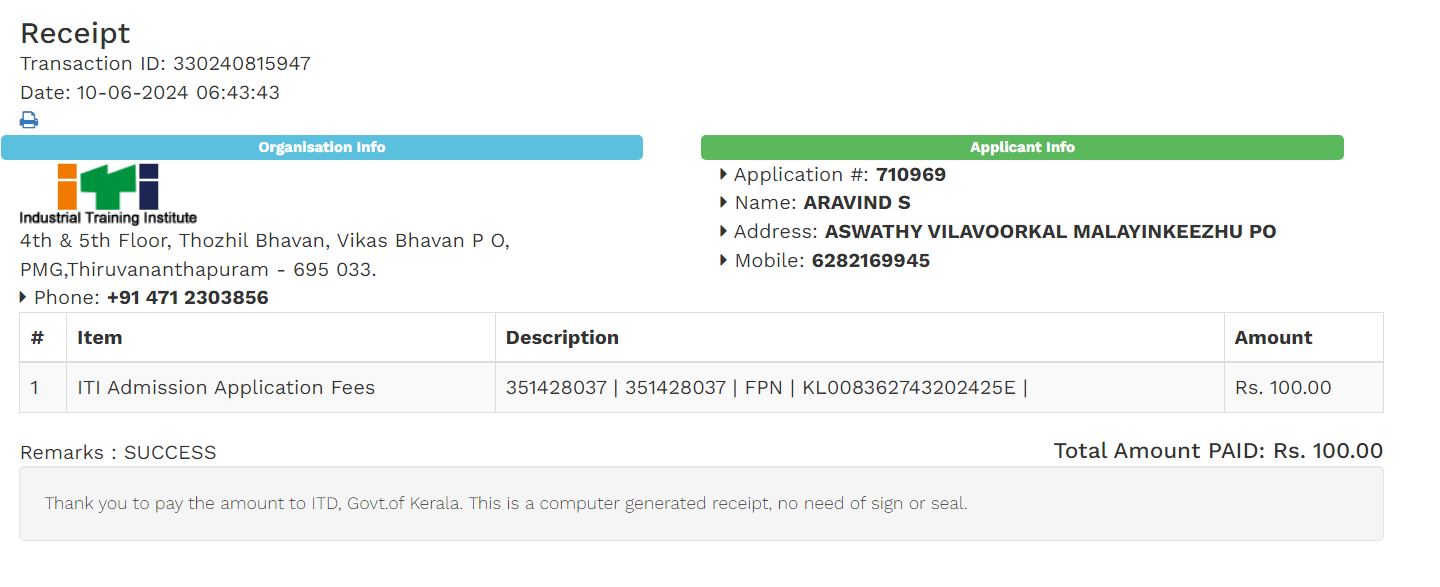 Receipt
Transaction ID: 330240815947
Date: 10-06-2024 06:43:43
Organisation Info
iTi
Industrial Training Institute
4th & 5th Floor, Thozhil Bhavan, Vikas Bhavan P O,
PMG,Thiruvananthapuram - 695 033.
Phone: +91 471 2303856
Applicant Info
Application #: 710969
Name: ARAVIND S
Address: ASWATHY VILAVOORKAL MALAYINKEEZHU PO
Mobile: 6282169945
# Item Description Amount
1 ITI Admission Application Fees 351428037 | 351428037 | FPN | KL008362743202425E | Rs. 100.00
Remarks : SUCCESS
Total Amount PAID: Rs. 100.00
Thank you to pay the amount to ITD, Govt.of Kerala. This is a computer generated receipt, no need of sign or seal.